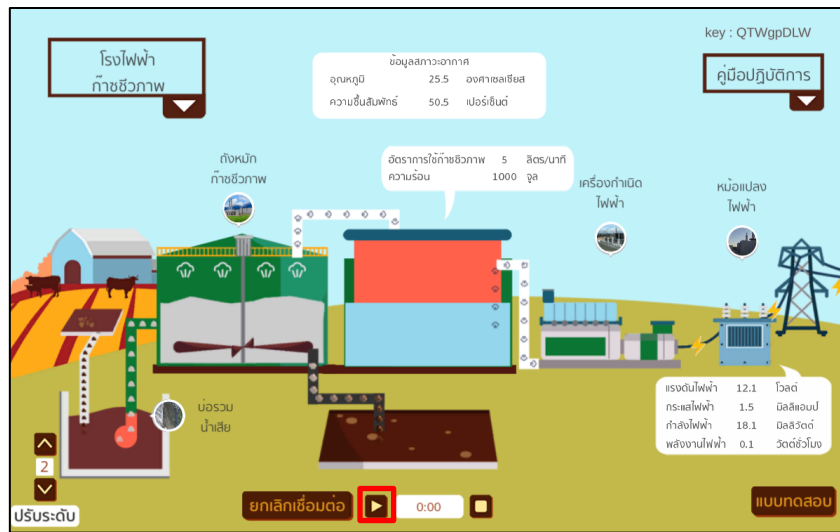 key : QTWgpDLW
โรงไฟฟ้า
ก๊าซชีวภาพ
ข้อมูลสภาวะอากาศ
อุณหภูมิ 25.5 องศาเซลเซียส
ความชื้นสัมพัทธ์ 50.5 เปอร์เซ็นต์
คู่มือปฏิบัติการ
ถังหมัก
ก๊าซชีวภาพ
อัตราการใช้ก๊าซชีวภาพ 5 ลิตร/นาที
ความร้อน 1000 จูล
เครื่องกำเนิด
ไฟฟ้า
หม้อแปลง
ไฟฟ้า
แรงดันไฟฟ้า 12.1 โวลต์
กระแสไฟฟ้า 1.5 มิลลิแอมป์
กำลังไฟฟ้า 18.1 มิลลิวัตต์
พลังงานไฟฟ้า 0.1 วัตต์ชั่วโมง
บ่อรวม
น้ำเสีย
2
ปรับระดับ
ยกเลิกเชื่อมต่อ
0:00
แบบทดสอบ